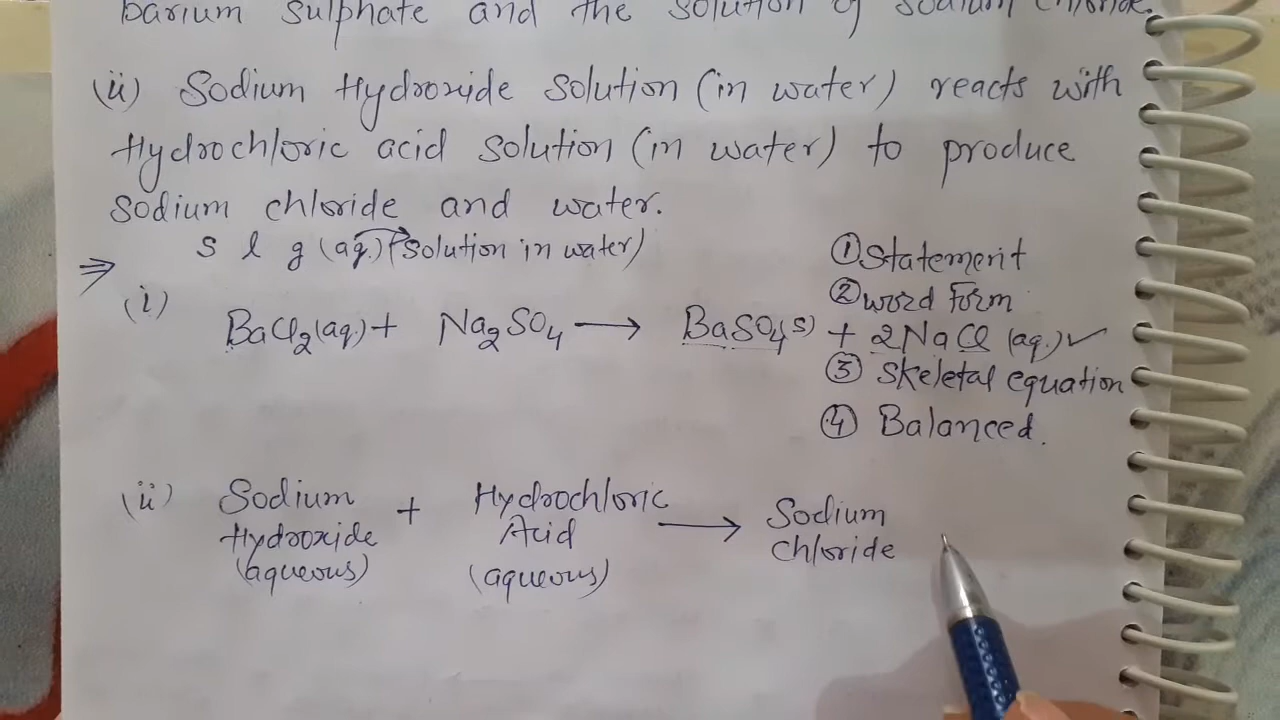 barium sulphate and the solution of sodium chloride.
(ii) Sodium Hydroxide solution (in water) reacts with
Hydrochloric acid solution (in water) to produce
sodium chloride and water.
s l g (aq.) (solution in water)
⇒
(i) BaCl₂(aq.) + Na₂SO₄ → BaSO₄(s) + 2NaCl (aq.) ✓
① Statement
② word Form
③ Skeletal equation
④ Balanced.
(ii) Sodium Hydroxide (aqueous) + Hydrochloric Acid (aqueous) → Sodium chloride